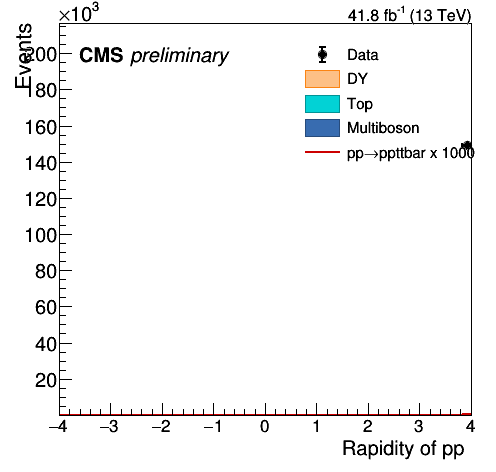 ×10³
41.8 fb⁻¹ (13 TeV)
Events
CMS preliminary
Data
DY
Top
Multiboson
pp→ppttbar x 1000
200
180
160
140
120
100
80
60
40
20
−4 −3 −2 −1 0 1 2 3 4
Rapidity of pp